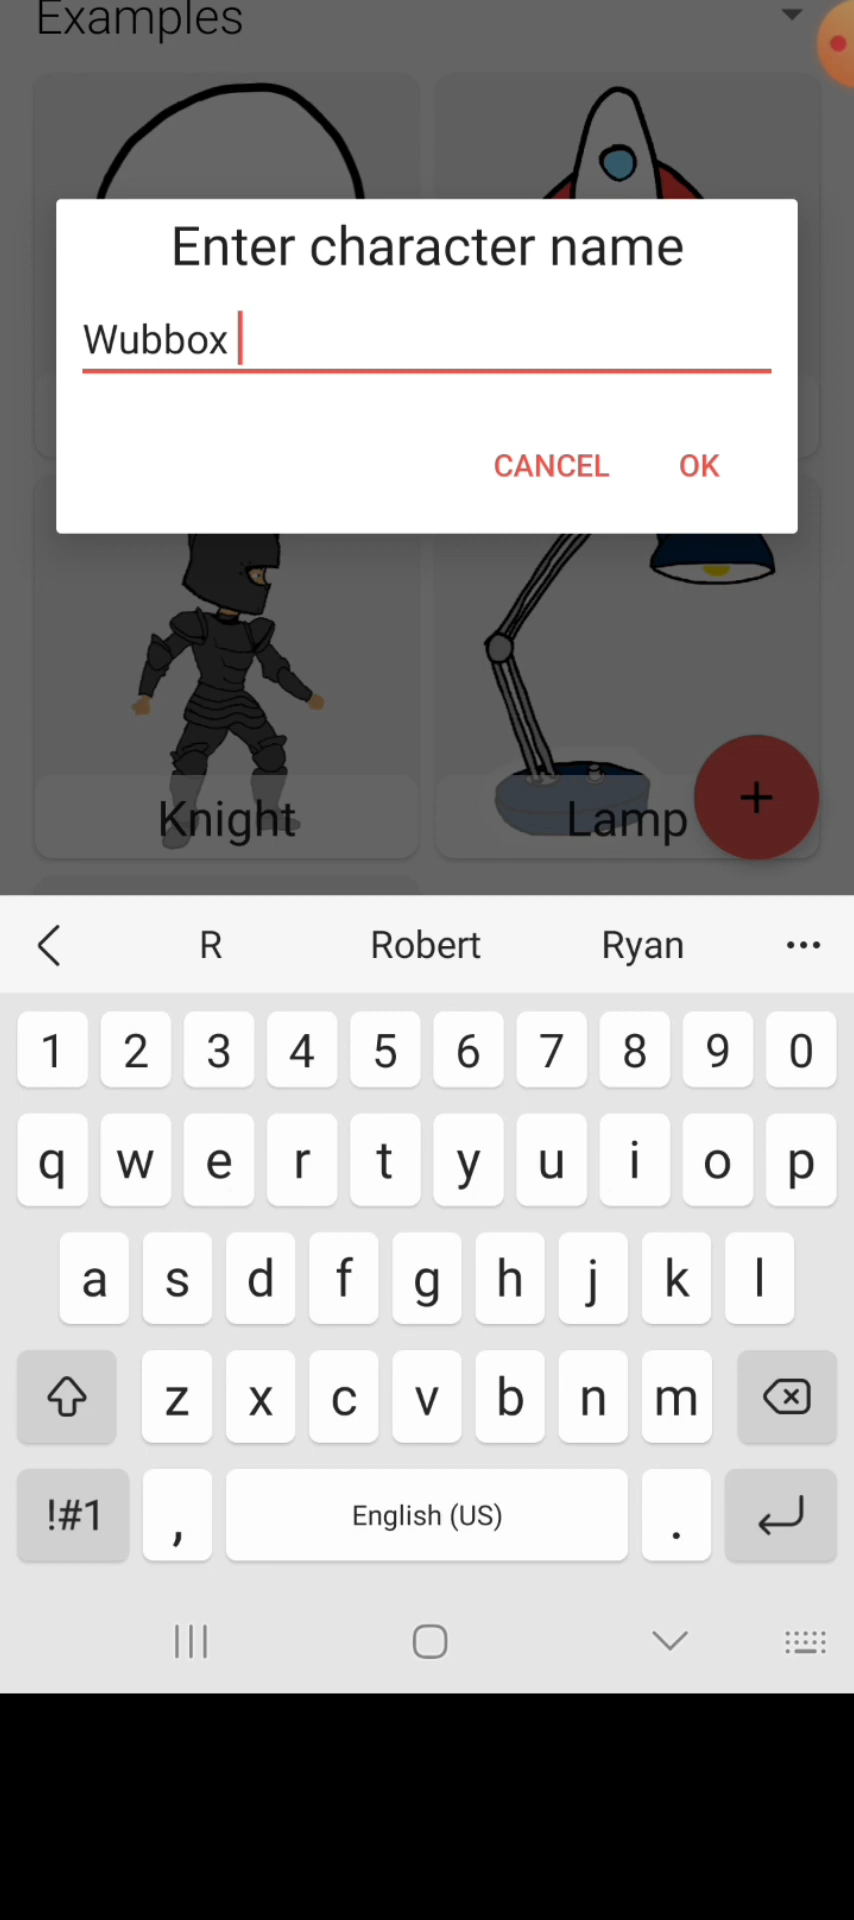 Examples
Enter character name
Wubbox
CANCEL OK
Knight
Lamp
+
R Robert Ryan
1 2 3 4 5 6 7 8 9 0
q w e r t y u i o p
a s d f g h j k l
z x c v b n m
!#1 , English (US) .